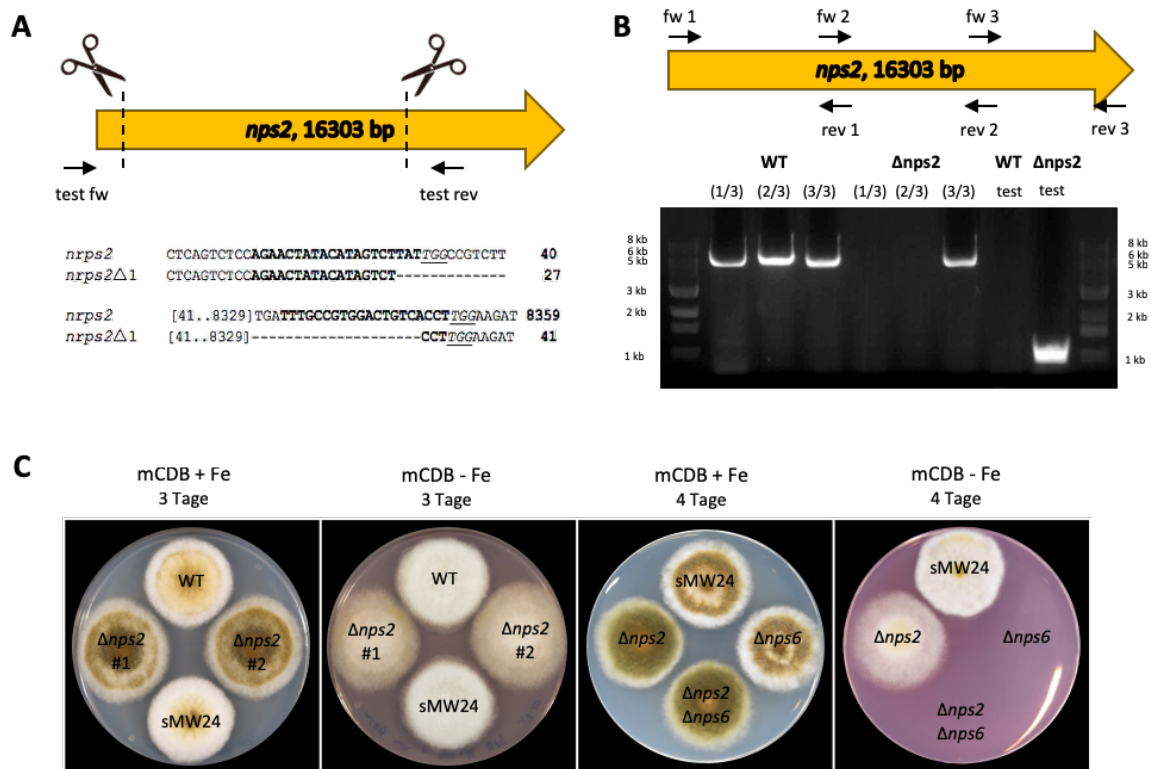 A
nps2, 16303 bp
test fw
test rev
nrps2 CTCAGTCTCCAGAACTATACATAGTCTTATTGGCCGTCTT 40
nrps2△1 CTCAGTCTCCAGAACTATACATAGTCT------------- 27
nrps2 [41..8329]TGATTTGCCGTGGACTGTCACCTTGGAAGAT 8359
nrps2△1 [41..8329]--------------------CCTTGGAAGAT 41
B
fw 1 fw 2 fw 3
nps2, 16303 bp
rev 1 rev 2 rev 3
WT Δnps2 WT Δnps2
(1/3) (2/3) (3/3) (1/3) (2/3) (3/3) test test
8 kb 8 kb
6 kb 6 kb
5 kb 5 kb
3 kb 3 kb
2 kb 2 kb
1 kb 1 kb
C
mCDB + Fe mCDB - Fe mCDB + Fe mCDB - Fe
3 Tage 3 Tage 4 Tage 4 Tage
WT
Δnps2 Δnps2
#1 #2
sMW24
WT
Δnps2 Δnps2
#1 #2
sMW24
sMW24
Δnps2 Δnps6
Δnps2
Δnps6
sMW24
Δnps2 Δnps6
Δnps2
Δnps6